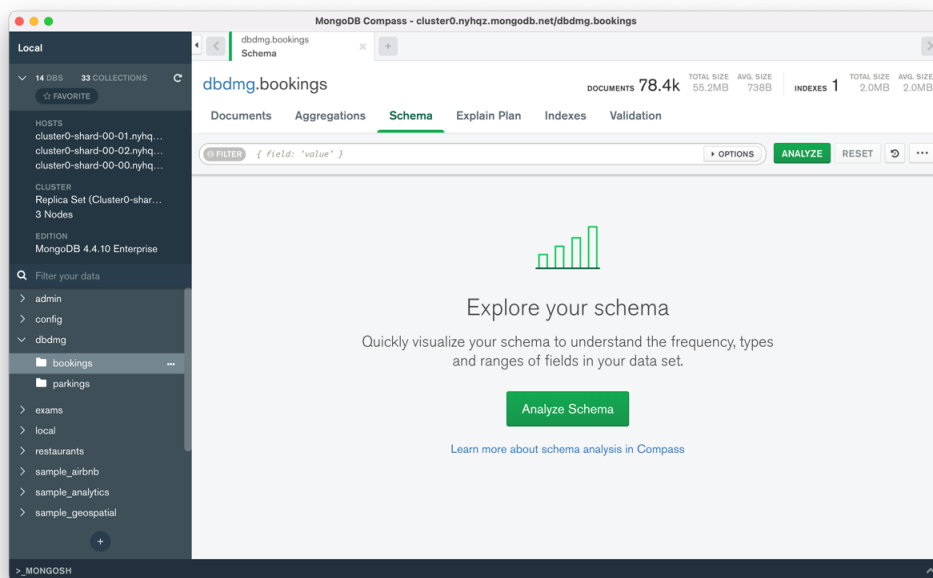 MongoDB Compass - cluster0.nyhqz.mongodb.net/dbdmg.bookings
Local
dbdmg.bookings
Schema
14 DBS 33 COLLECTIONS
FAVORITE
HOSTS
cluster0-shard-00-01.nyhq...
cluster0-shard-00-02.nyhq...
cluster0-shard-00-00.nyhq...
CLUSTER
Replica Set (Cluster0-shar...
3 Nodes
EDITION
MongoDB 4.4.10 Enterprise
Filter your data
admin
config
dbdmg
bookings
parkings
exams
local
restaurants
sample_airbnb
sample_analytics
sample_geospatial
dbdmg.bookings
DOCUMENTS 78.4k TOTAL SIZE 55.2MB AVG. SIZE 738B INDEXES 1 TOTAL SIZE 2.0MB AVG. SIZE 2.0MB
Documents Aggregations Schema Explain Plan Indexes Validation
FILTER { field: 'value' } OPTIONS ANALYZE RESET ...
Explore your schema
Quickly visualize your schema to understand the frequency, types
and ranges of fields in your data set.
Analyze Schema
Learn more about schema analysis in Compass
>_MONGOSH